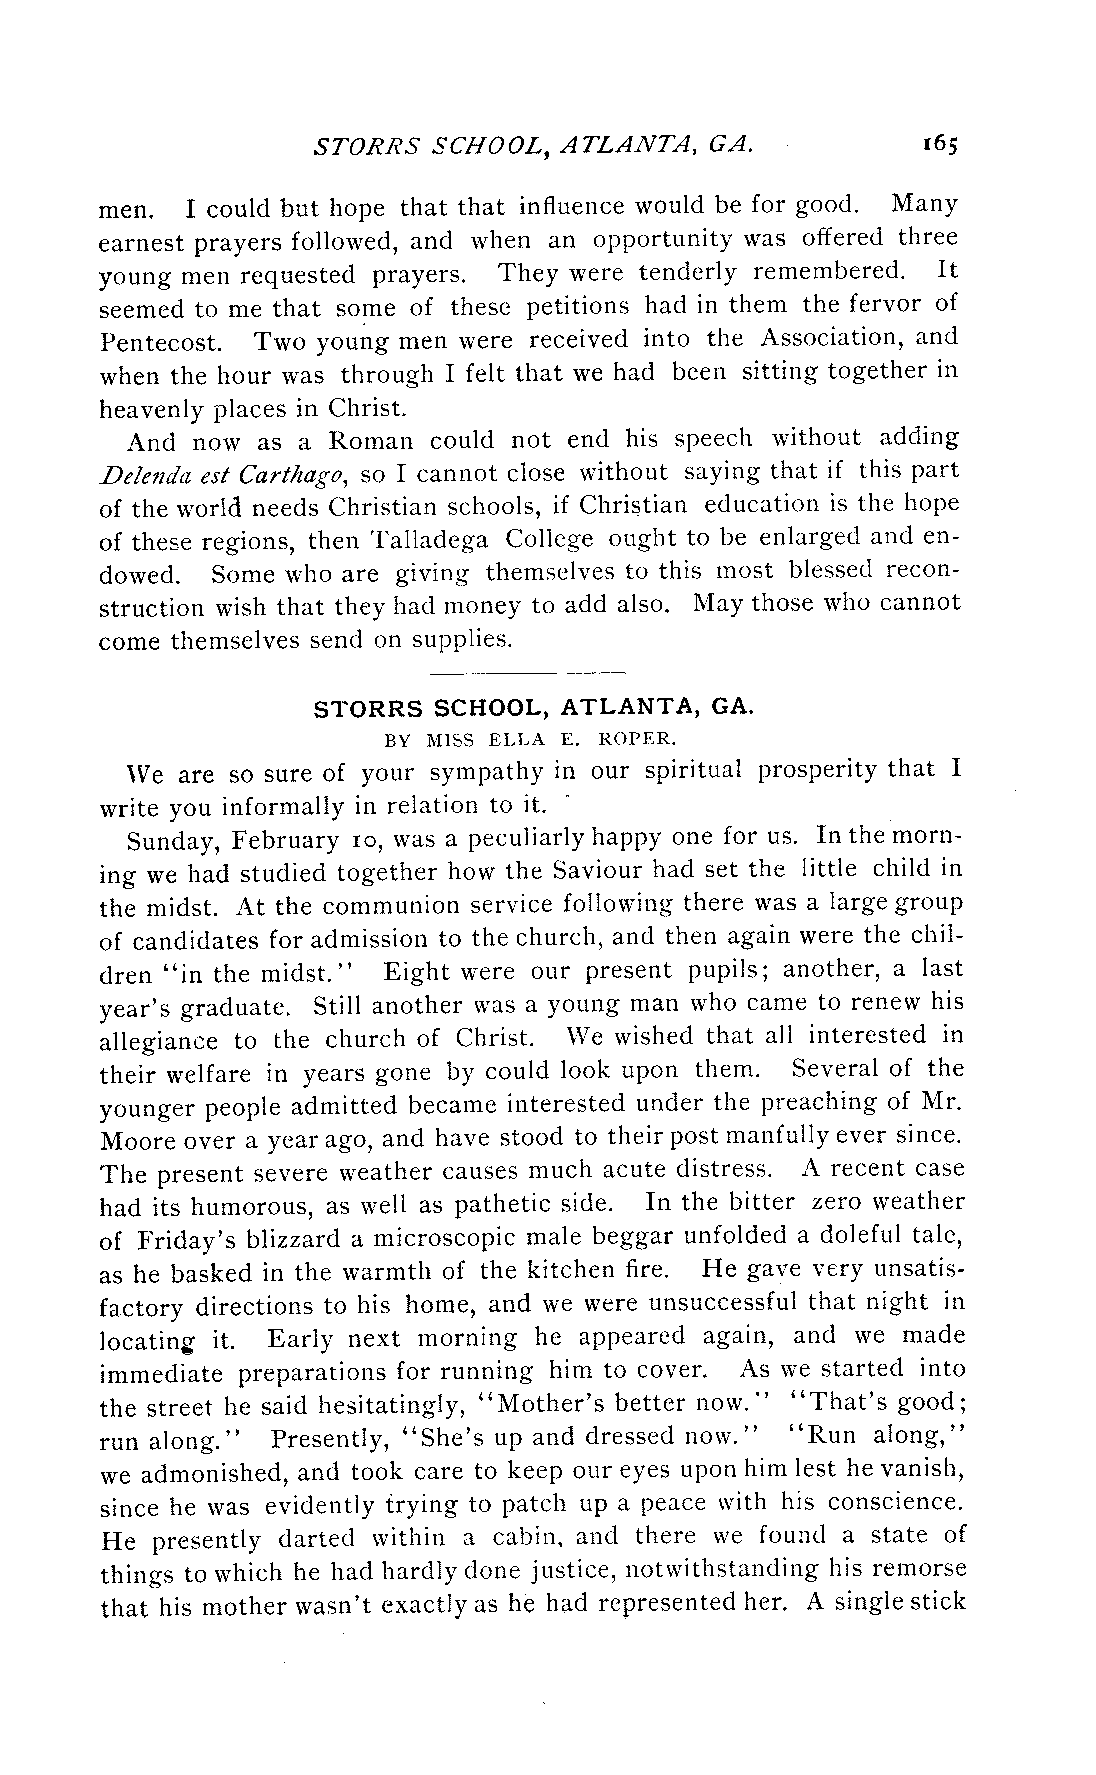 STORRS SCHOOL, ATLANTA, GA. 165
men. I could but hope that that influence would be for good. Many
earnest prayers followed, and when an opportunity was offered three
young men requested prayers. They were tenderly remembered. It
seemed to me that some of these petitions had in them the fervor of
Pentecost. Two young men were received into the Association, and
when the hour was through I felt that we had been sitting together in
heavenly places in Christ.
And now as a Roman could not end his speech without adding
Delenda est Carthago, so I cannot close without saying that if this part
of the world needs Christian schools, if Christian education is the hope
of these regions, then Talladega College ought to be enlarged and en-
dowed. Some who are giving themselves to this most blessed recon-
struction wish that they had money to add also. May those who cannot
come themselves send on supplies.
STORRS SCHOOL, ATLANTA, GA.
BY MISS ELLA E. ROPER.
We are so sure of your sympathy in our spiritual prosperity that I
write you informally in relation to it.
Sunday, February 10, was a peculiarly happy one for us. In the morn-
ing we had studied together how the Saviour had set the little child in
the midst. At the communion service following there was a large group
of candidates for admission to the church, and then again were the chil-
dren "in the midst." Eight were our present pupils; another, a last
year's graduate. Still another was a young man who came to renew his
allegiance to the church of Christ. We wished that all interested in
their welfare in years gone by could look upon them. Several of the
younger people admitted became interested under the preaching of Mr.
Moore over a year ago, and have stood to their post manfully ever since.
The present severe weather causes much acute distress. A recent case
had its humorous, as well as pathetic side. In the bitter zero weather
of Friday's blizzard a microscopic male beggar unfolded a doleful tale,
as he basked in the warmth of the kitchen fire. He gave very unsatis-
factory directions to his home, and we were unsuccessful that night in
locating it. Early next morning he appeared again, and we made
immediate preparations for running him to cover. As we started into
the street he said hesitatingly, "Mother's better now." "That's good;
run along." Presently, "She's up and dressed now." "Run along,"
we admonished, and took care to keep our eyes upon him lest he vanish,
since he was evidently trying to patch up a peace with his conscience.
He presently darted within a cabin, and there we found a state of
things to which he had hardly done justice, notwithstanding his remorse
that his mother wasn't exactly as he had represented her. A single stick